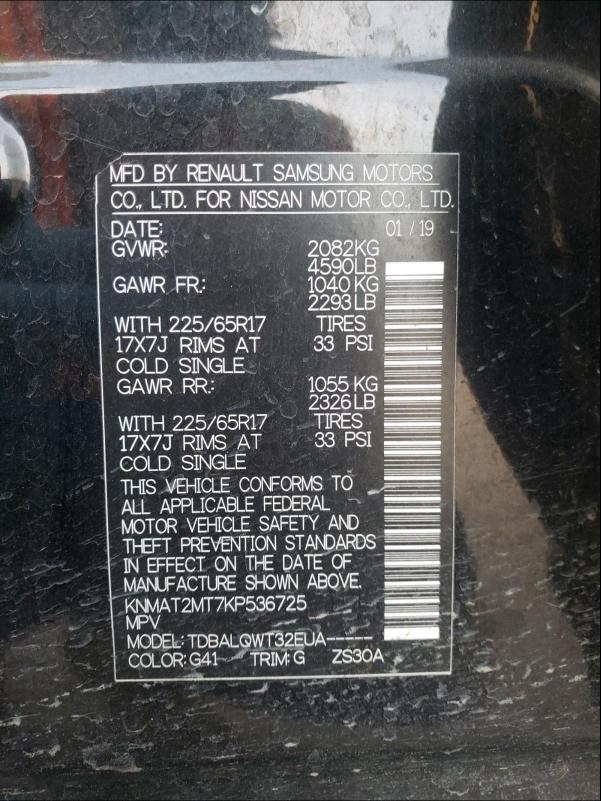 MFD BY RENAULT SAMSUNG MOTORS
CO., LTD. FOR NISSAN MOTOR CO., LTD.
DATE: 01 / 19
GVWR: 2082KG
4590LB
GAWR FR.: 1040 KG
2293 LB
WITH 225/65R17 TIRES
17X7J RIMS AT 33 PSI
COLD SINGLE
GAWR RR.: 1055 KG
2326LB
WITH 225/65R17 TIRES
17X7J RIMS AT 33 PSI
COLD SINGLE
THIS VEHICLE CONFORMS TO
ALL APPLICABLE FEDERAL
MOTOR VEHICLE SAFETY AND
THEFT PREVENTION STANDARDS
IN EFFECT ON THE DATE OF
MANUFACTURE SHOWN ABOVE.
KNMAT2MT7KP536725
MPV
MODEL: TDBALQWT32EUA-----
COLOR: G41 TRIM: G ZS30A